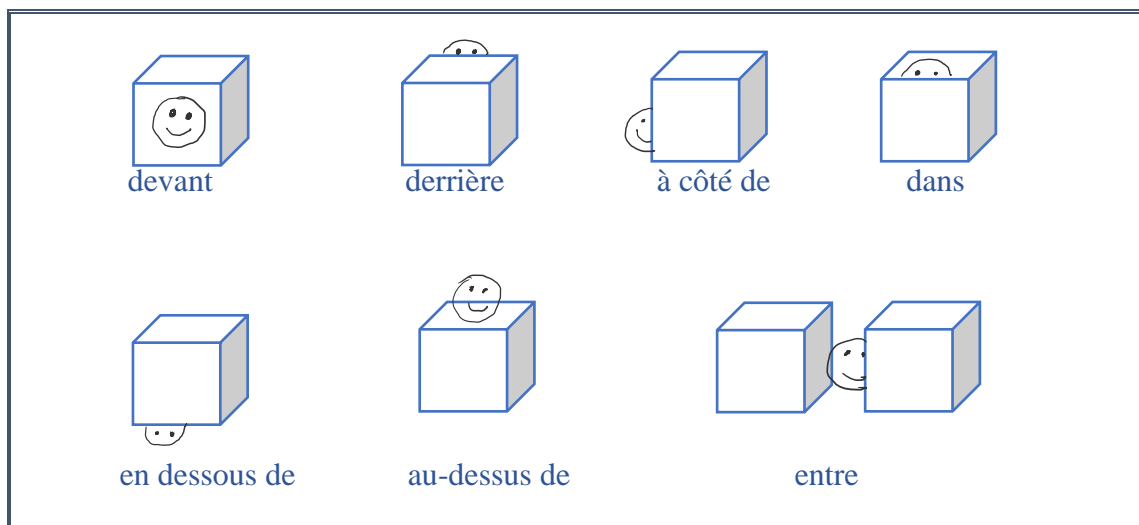 devant derrière à côté de dans
en dessous de au-dessus de entre